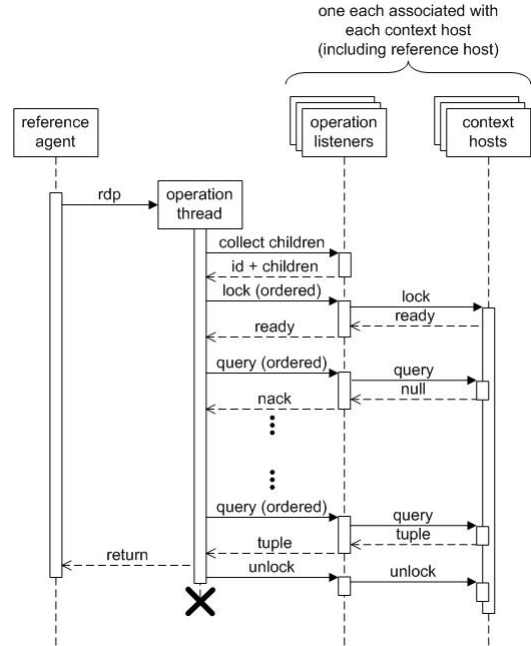 one each associated with
each context host
(including reference host)
reference
agent
operation
listeners
context
hosts
rdp
operation
thread
collect children
id + children
lock (ordered)
lock
ready
ready
query (ordered)
query
null
nack
query (ordered)
query
tuple
tuple
return
unlock
unlock